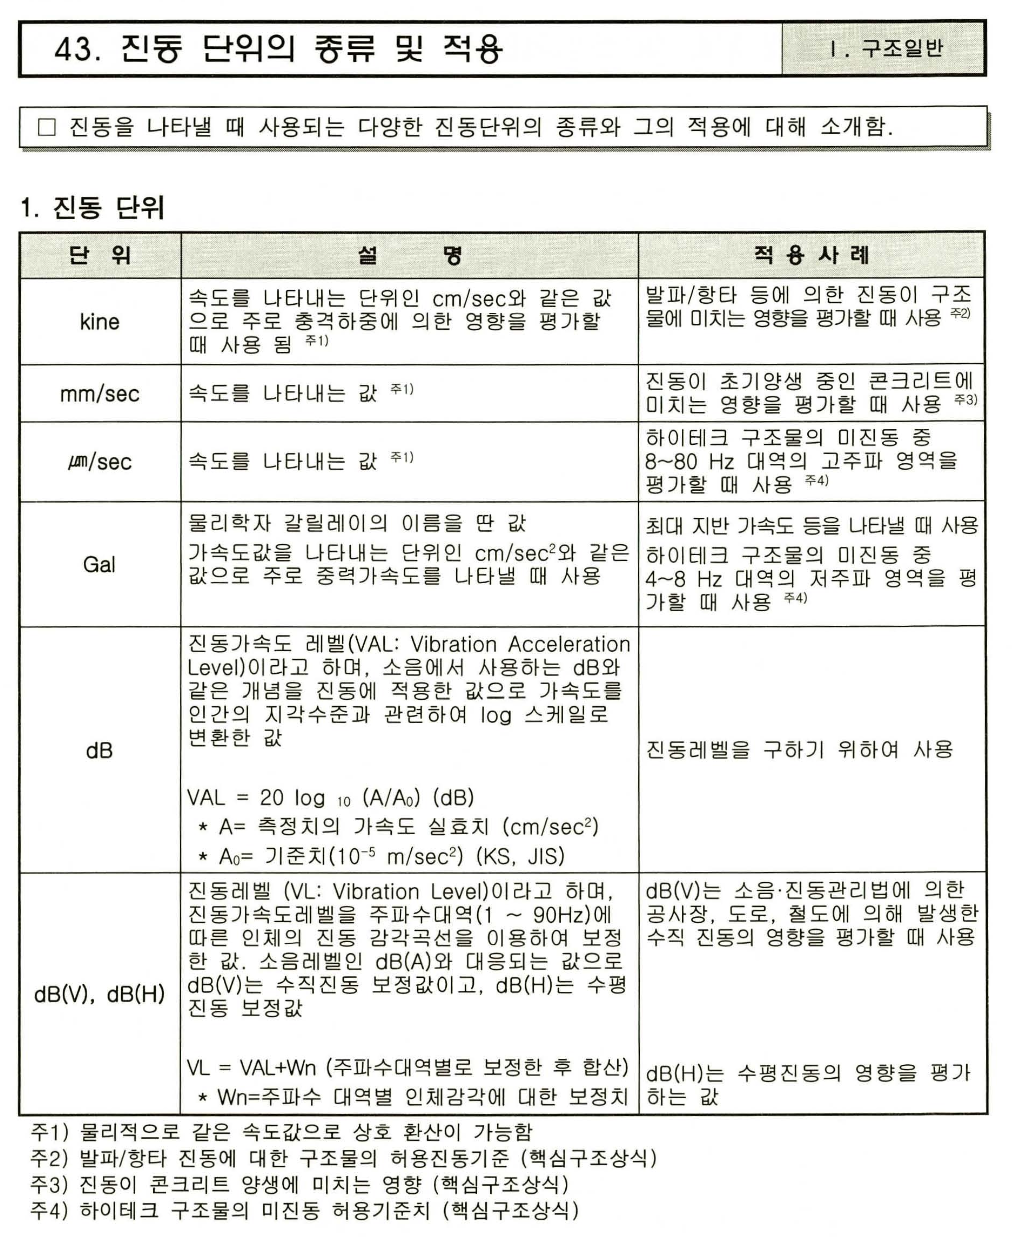 43. 진동 단위의 종류 및 적용
Ⅰ. 구조일반
□ 진동을 나타낼 때 사용되는 다양한 진동단위의 종류와 그의 적용에 대해 소개함.
1. 진동 단위
단 위
설 명
적 용 사 례
kine
속도를 나타내는 단위인 cm/sec와 같은 값
으로 주로 충격하중에 의한 영향을 평가할
때 사용 됨 주1)
발파/항타 등에 의한 진동이 구조
물에 미치는 영향을 평가할 때 사용 주2)
mm/sec
속도를 나타내는 값 주1)
진동이 초기양생 중인 콘크리트에
미치는 영향을 평가할 때 사용 주3)
㎛/sec
속도를 나타내는 값 주1)
하이테크 구조물의 미진동 중
8~80 Hz 대역의 고주파 영역을
평가할 때 사용 주4)
Gal
물리학자 갈릴레이의 이름을 딴 값
가속도값을 나타내는 단위인 cm/sec²와 같은
값으로 주로 중력가속도를 나타낼 때 사용
최대 지반 가속도 등을 나타낼 때 사용
하이테크 구조물의 미진동 중
4~8 Hz 대역의 저주파 영역을 평
가할 때 사용 주4)
dB
진동가속도 레벨(VAL: Vibration Acceleration
Level)이라고 하며, 소음에서 사용하는 dB와
같은 개념을 진동에 적용한 값으로 가속도를
인간의 지각수준과 관련하여 log 스케일로
변환한 값
VAL = 20 log ₁₀ (A/A₀) (dB)
* A= 측정치의 가속도 실효치 (cm/sec²)
* A₀= 기준치(10⁻⁵ m/sec²) (KS, JIS)
진동레벨을 구하기 위하여 사용
dB(V), dB(H)
진동레벨 (VL: Vibration Level)이라고 하며,
진동가속도레벨을 주파수대역(1 ~ 90Hz)에
따른 인체의 진동 감각곡선을 이용하여 보정
한 값. 소음레벨인 dB(A)와 대응되는 값으로
dB(V)는 수직진동 보정값이고, dB(H)는 수평
진동 보정값
VL = VAL+Wn (주파수대역별로 보정한 후 합산)
* Wn=주파수 대역별 인체감각에 대한 보정치
dB(V)는 소음·진동관리법에 의한
공사장, 도로, 철도에 의해 발생한
수직 진동의 영향을 평가할 때 사용
dB(H)는 수평진동의 영향을 평가
하는 값
주1) 물리적으로 같은 속도값으로 상호 환산이 가능함
주2) 발파/항타 진동에 대한 구조물의 허용진동기준 (핵심구조상식)
주3) 진동이 콘크리트 양생에 미치는 영향 (핵심구조상식)
주4) 하이테크 구조물의 미진동 허용기준치 (핵심구조상식)